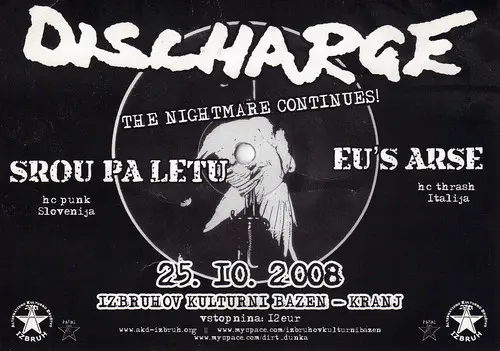 DISCHARGE
THE NIGHTMARE CONTINUES!
SROU PA LETU
EU'S ARSE
hc punk
Slovenija
hc thrash
Italija
25. 10. 2008
IZBRUHOV KULTURNI BAZEN - KRANJ
vstopnina: 12eur
www.akd-izbruh.org || www.myspace.com/izbruhovkulturnibazen
www.myspace.com/dirt_dunka
IZBRUH
IZBRUH